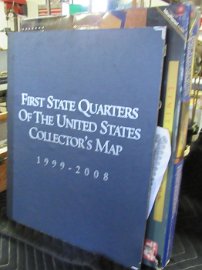 FIRST STATE QUARTERS
OF THE UNITED STATES
COLLECTOR'S MAP
1999-2008